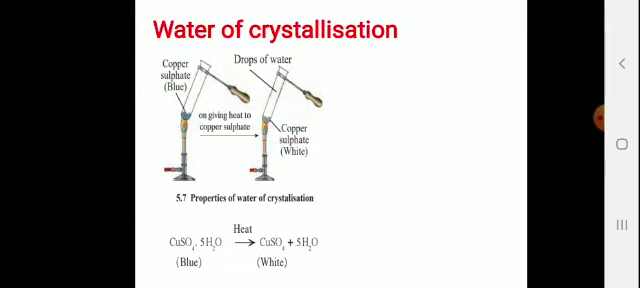 Water of crystallisation
Copper
sulphate
(Blue)
Drops of water
on giving heat to
copper sulphate
Copper
sulphate
(White)
5.7 Properties of water of crystalisation
Heat
CuSO₄. 5H₂O ⟶ CuSO₄ + 5H₂O
(Blue) (White)